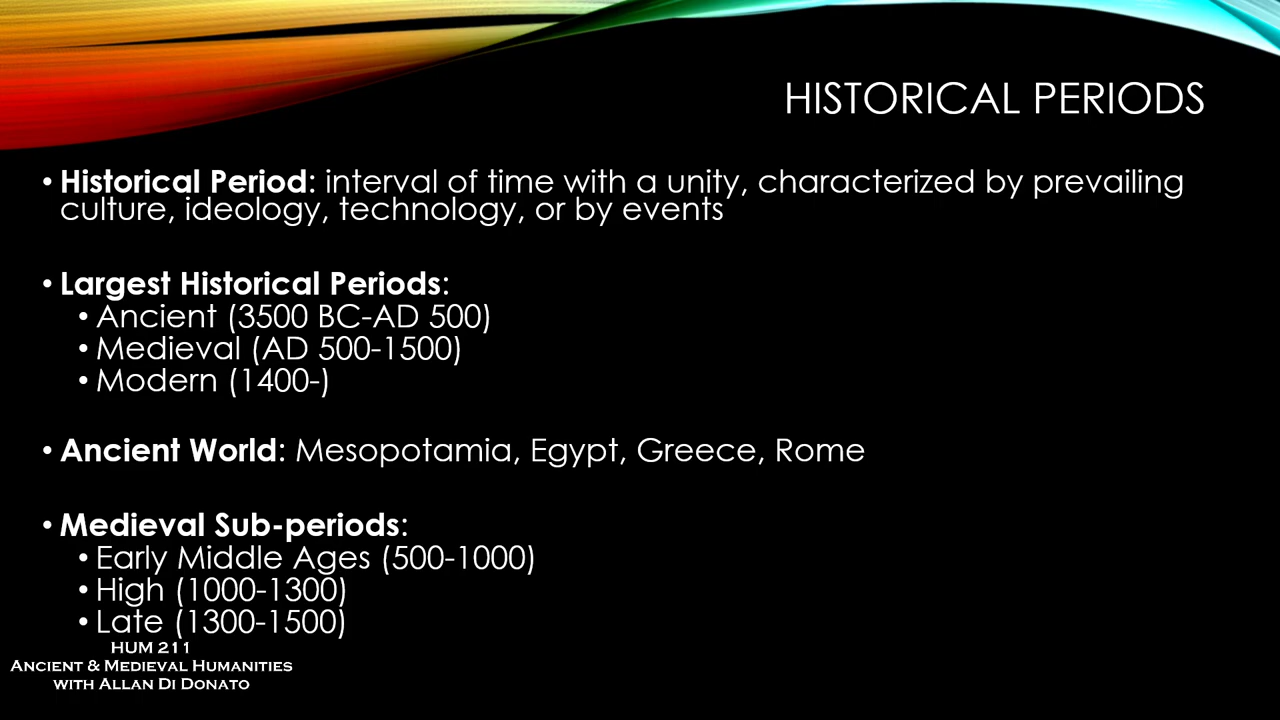 HISTORICAL PERIODS
• Historical Period: interval of time with a unity, characterized by prevailing
culture, ideology, technology, or by events
• Largest Historical Periods:
• Ancient (3500 BC-AD 500)
• Medieval (AD 500-1500)
• Modern (1400-)
• Ancient World: Mesopotamia, Egypt, Greece, Rome
• Medieval Sub-periods:
• Early Middle Ages (500-1000)
• High (1000-1300)
• Late (1300-1500)
HUM 211
Ancient & Medieval Humanities
with Allan Di Donato